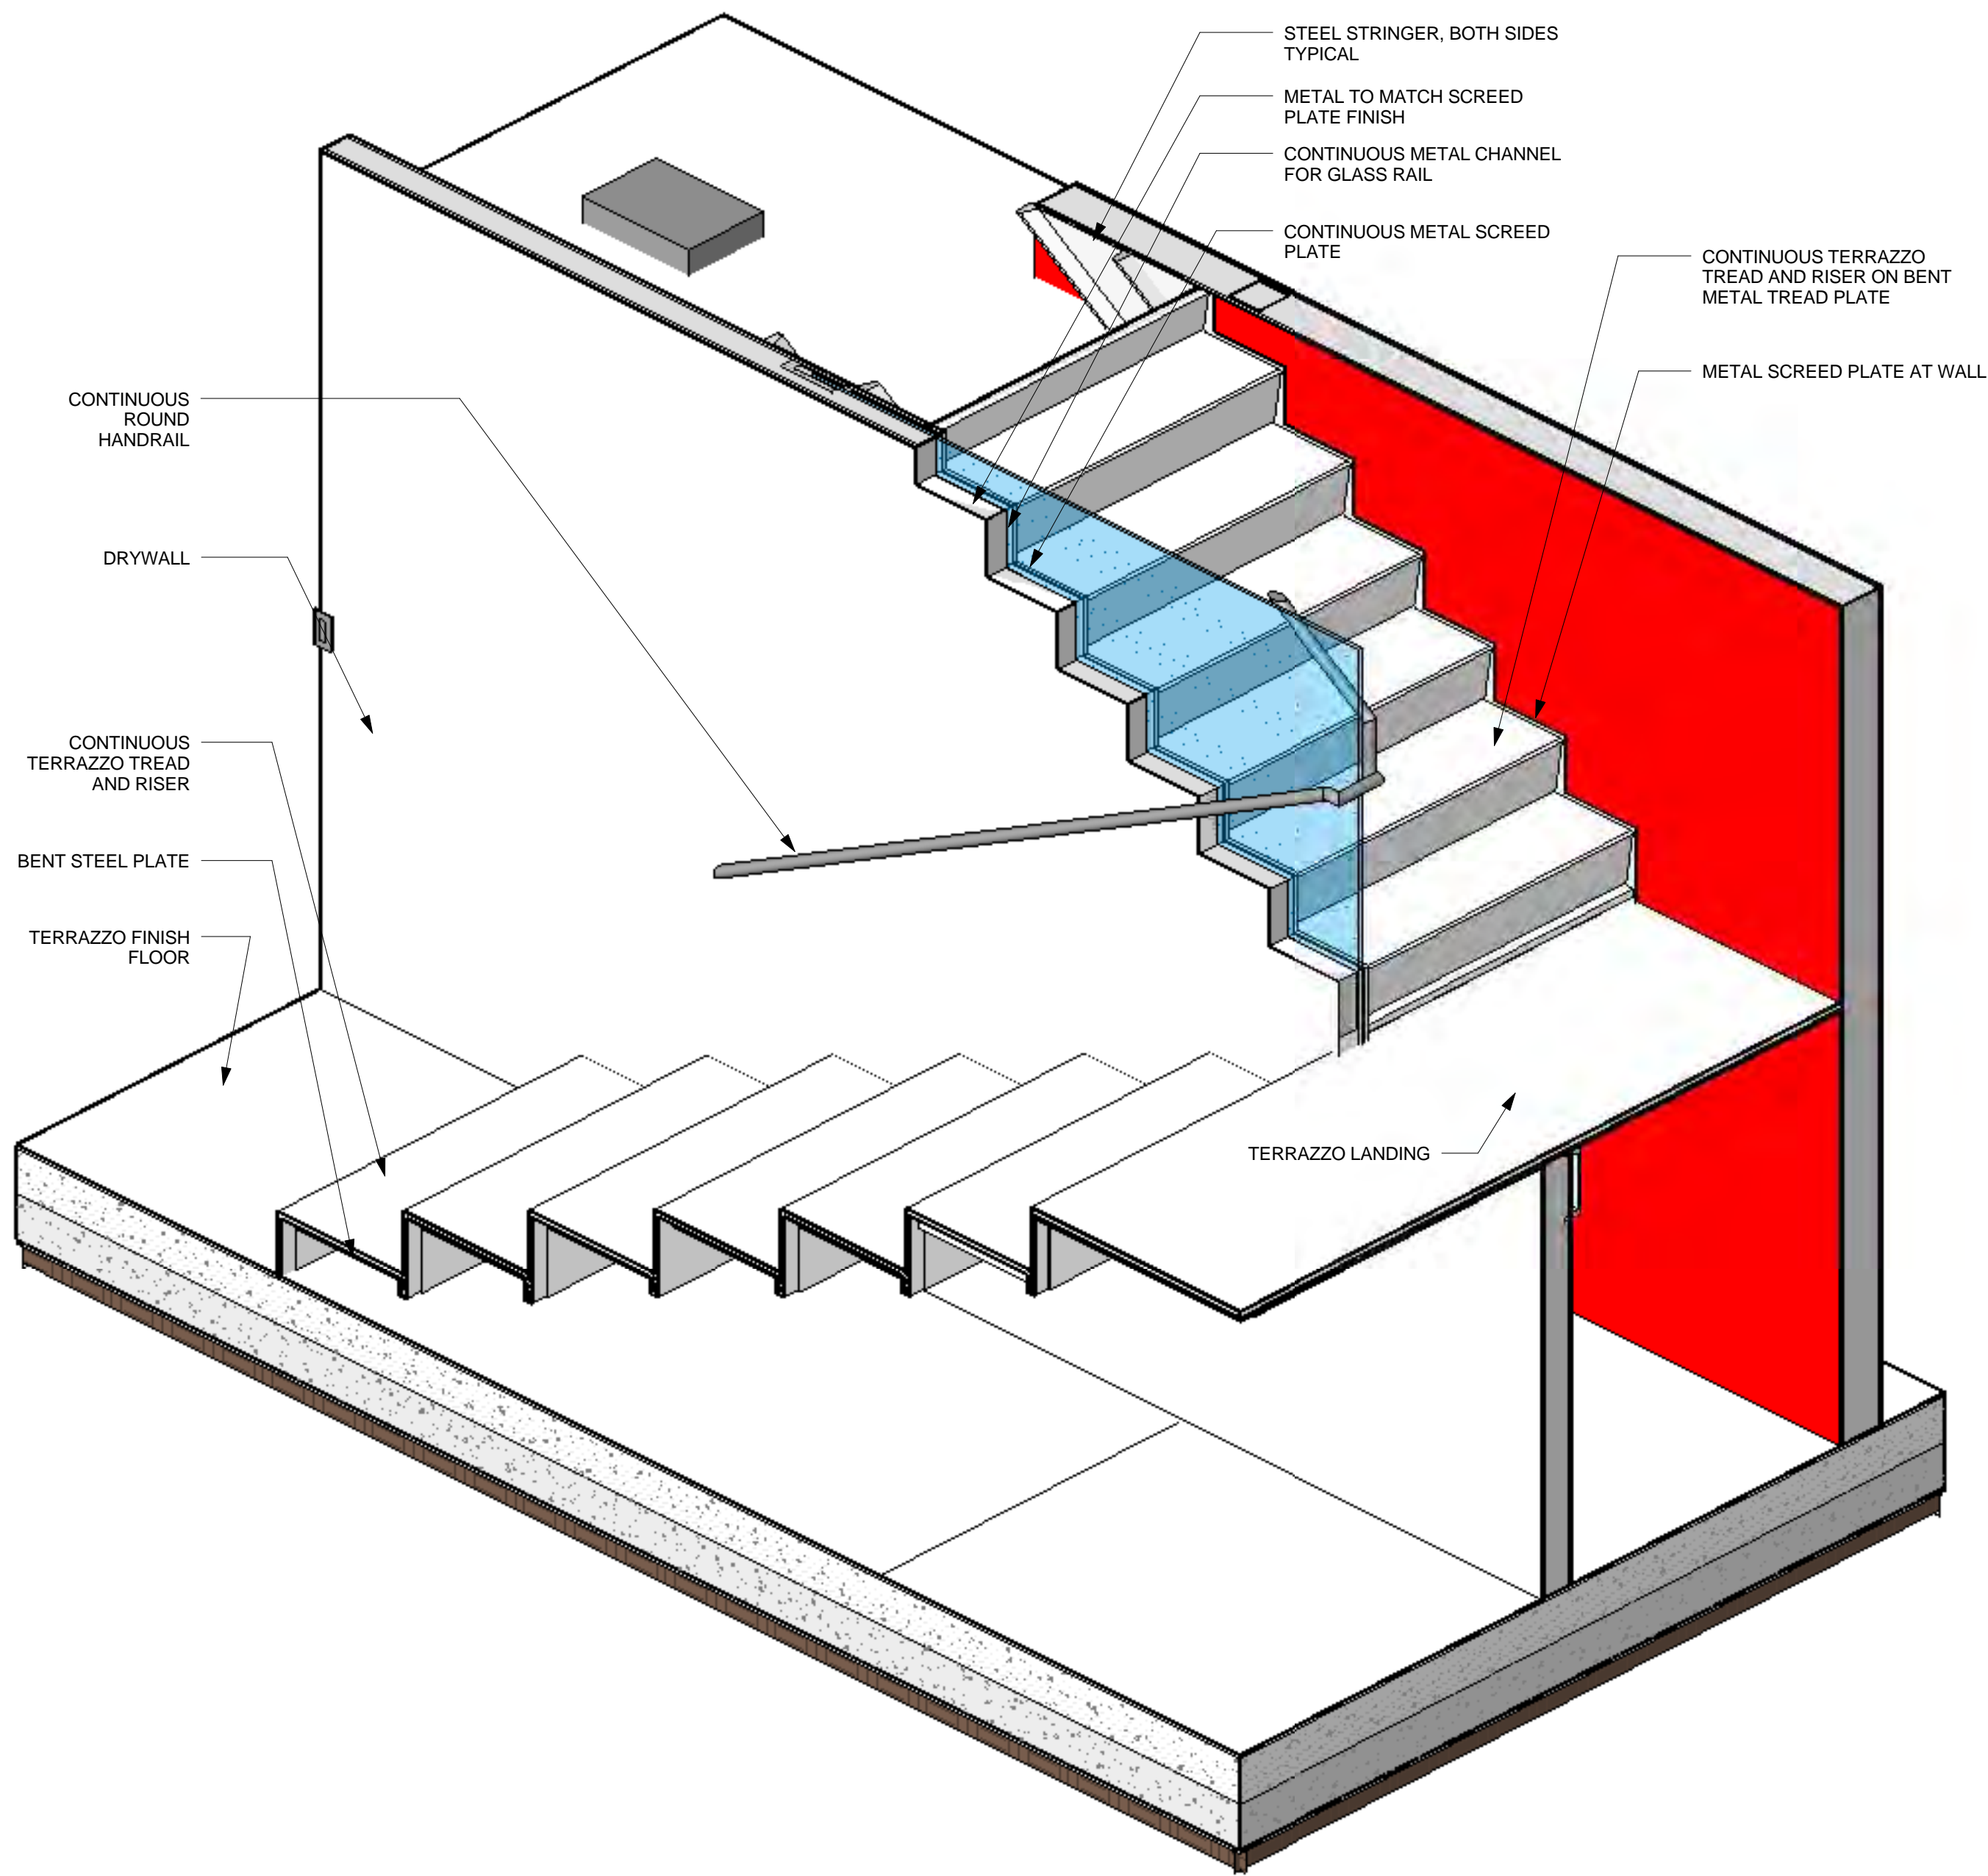 STEEL STRINGER, BOTH SIDES
TYPICAL
METAL TO MATCH SCREED
PLATE FINISH
CONTINUOUS METAL CHANNEL
FOR GLASS RAIL
CONTINUOUS METAL SCREED
PLATE
CONTINUOUS TERRAZZO
TREAD AND RISER ON BENT
METAL TREAD PLATE
METAL SCREED PLATE AT WALL
CONTINUOUS
ROUND
HANDRAIL
DRYWALL
CONTINUOUS
TERRAZZO TREAD
AND RISER
BENT STEEL PLATE
TERRAZZO FINISH
FLOOR
TERRAZZO LANDING